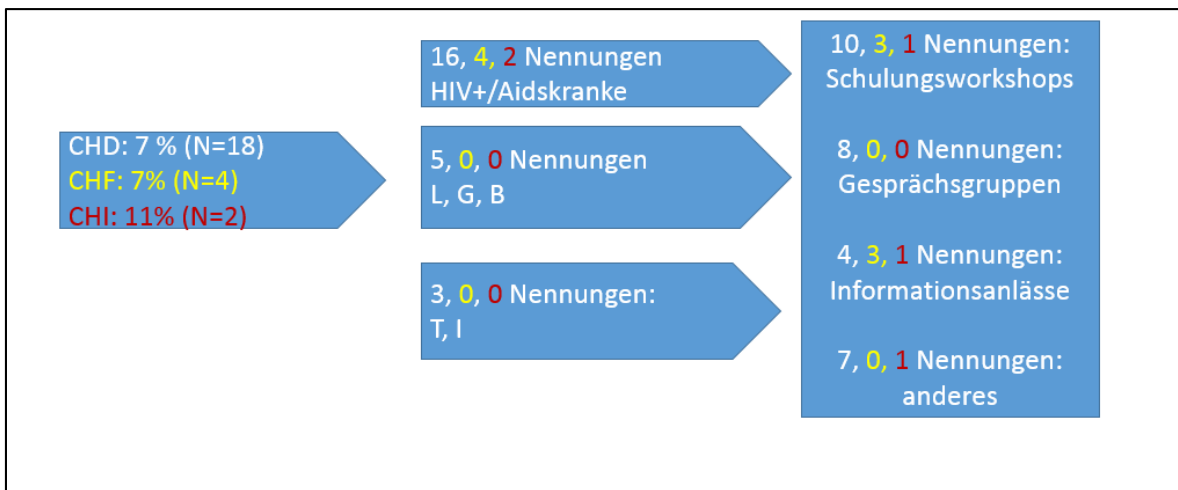 CHD: 7 % (N=18)
CHF: 7% (N=4)
CHI: 11% (N=2)
16, 4, 2 Nennungen
HIV+/Aidskranke
5, 0, 0 Nennungen
L, G, B
3, 0, 0 Nennungen:
T, I
10, 3, 1 Nennungen:
Schulungsworkshops
8, 0, 0 Nennungen:
Gesprächsgruppen
4, 3, 1 Nennungen:
Informationsanlässe
7, 0, 1 Nennungen:
anderes